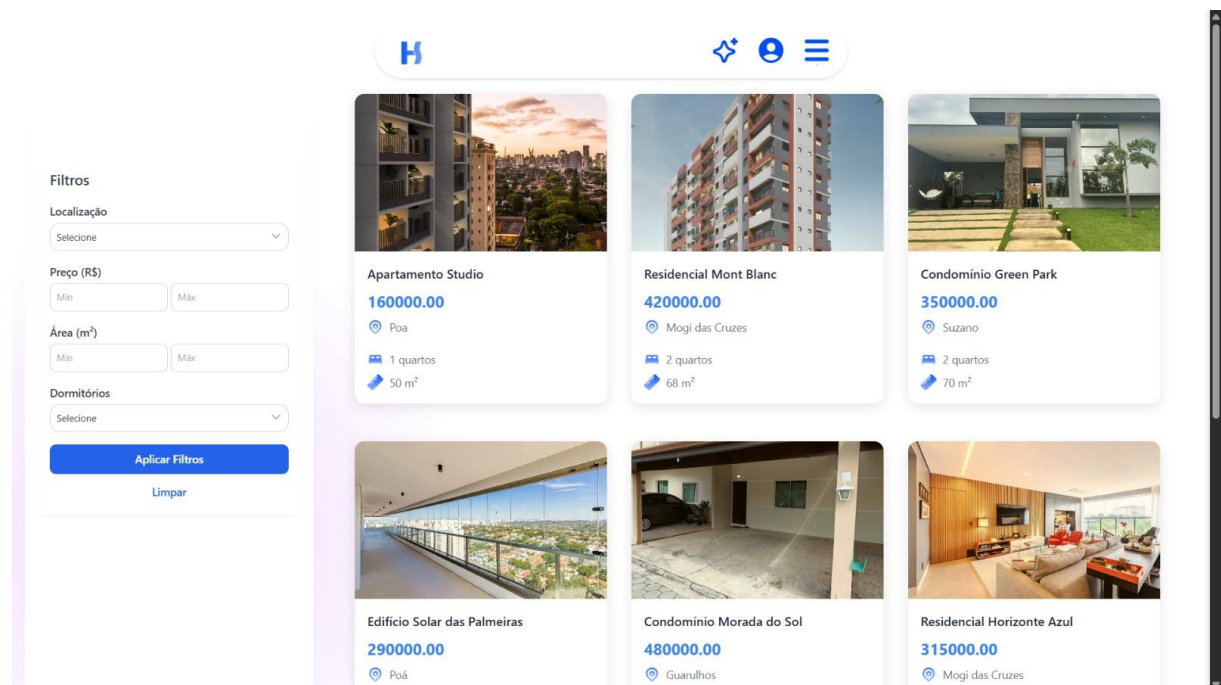 H
Filtros
Localização
Selecione
Preço (R$)
Min
Máx
Área (m²)
Min
Máx
Dormitórios
Selecione
Aplicar Filtros
Limpar
Apartamento Studio
160000.00
Poa
1 quartos
50 m²
Residencial Mont Blanc
420000.00
Mogi das Cruzes
2 quartos
68 m²
Condomínio Green Park
350000.00
Suzano
2 quartos
70 m²
Edifício Solar das Palmeiras
290000.00
Poá
Condomínio Morada do Sol
480000.00
Guarulhos
Residencial Horizonte Azul
315000.00
Mogi das Cruzes